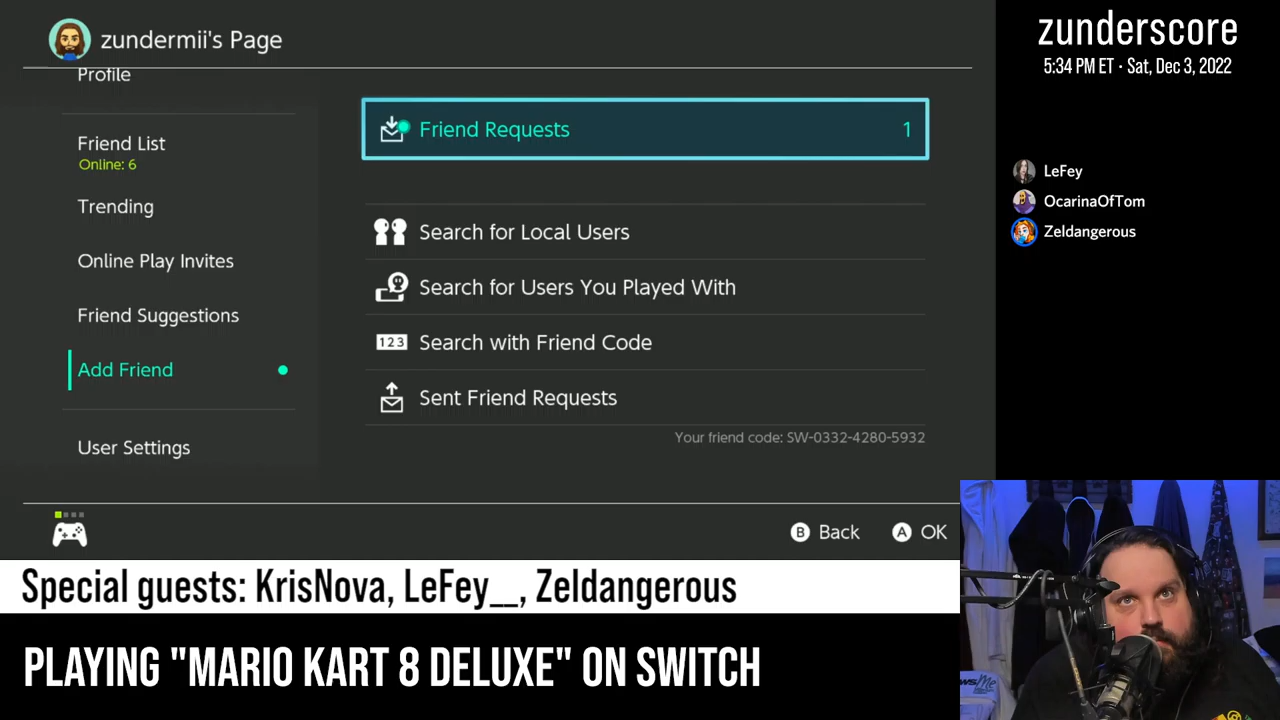 zundermii's Page
Profile
Friend List
Online: 6
Trending
Online Play Invites
Friend Suggestions
Add Friend
User Settings
Friend Requests 1
Search for Local Users
Search for Users You Played With
123 Search with Friend Code
Sent Friend Requests
Your friend code: SW-0332-4280-5932
B Back A OK
zunderscore
5:34 PM ET · Sat, Dec 3, 2022
LeFey
OcarinaOfTom
Zeldangerous
Special guests: KrisNova, LeFey__, Zeldangerous
PLAYING "MARIO KART 8 DELUXE" ON SWITCH